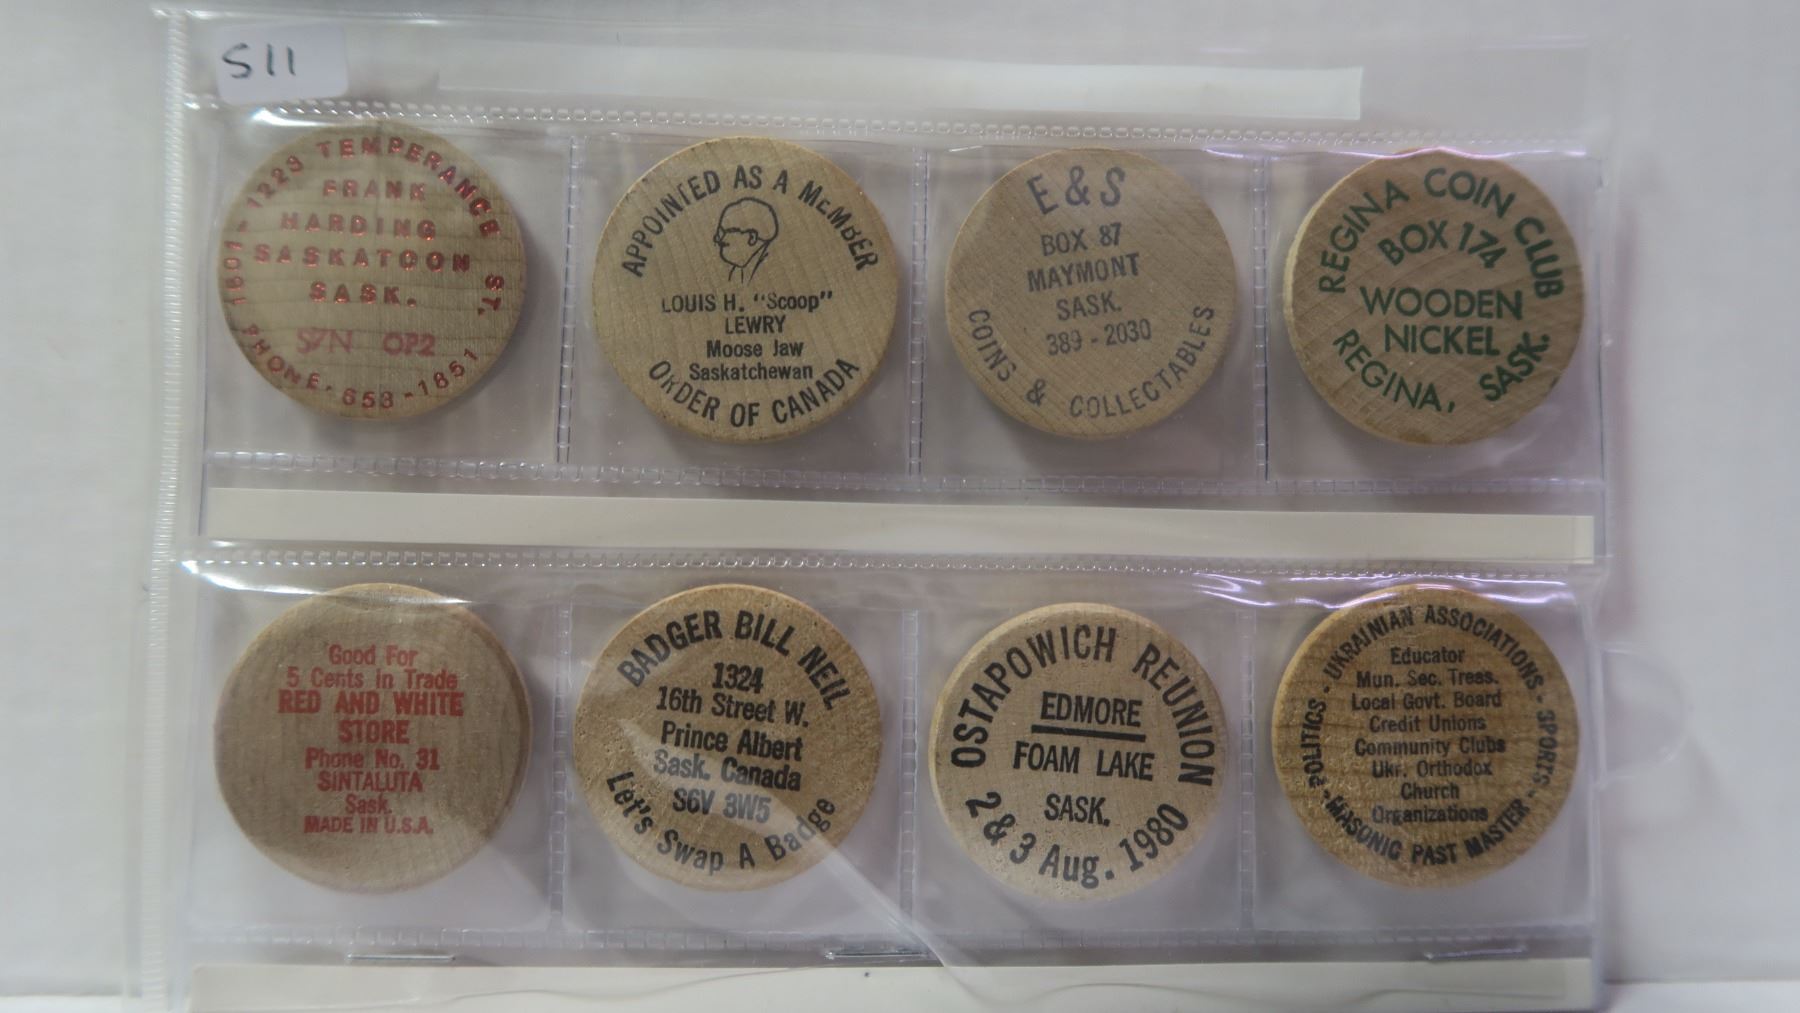 S11
1601-1223 TEMPERANCE ST.
FRANK
HARDING
SASKATOON
SASK.
S/N 072
PHONE. 653-1851
APPOINTED AS A MEMBER
LOUIS H. "Scoop"
LEWRY
Moose Jaw
Saskatchewan
ORDER OF CANADA
E & S
BOX 87
MAYMONT
SASK.
389-2030
COINS & COLLECTABLES
REGINA COIN CLUB
BOX 174
WOODEN
NICKEL
REGINA, SASK.
Good For
5 Cents in Trade
RED AND WHITE
STORE
Phone No. 31
SINTALUTA
Sask.
MADE IN U.S.A.
BADGER BILL NEIL
1324
16th Street W.
Prince Albert
Sask. Canada
S6V 3W5
Let's Swap A Badge
OSTAPOWICH REUNION
EDMORE
FOAM LAKE
SASK.
2 & 3 Aug. 1980
POLITICS - UKRAINIAN ASSOCIATIONS - SPORTS -
Educator
Mun. Sec. Treas.
Local Govt. Board
Credit Unions
Community Clubs
Ukr. Orthodox
Church
Organizations
- MASONIC PAST MASTER -